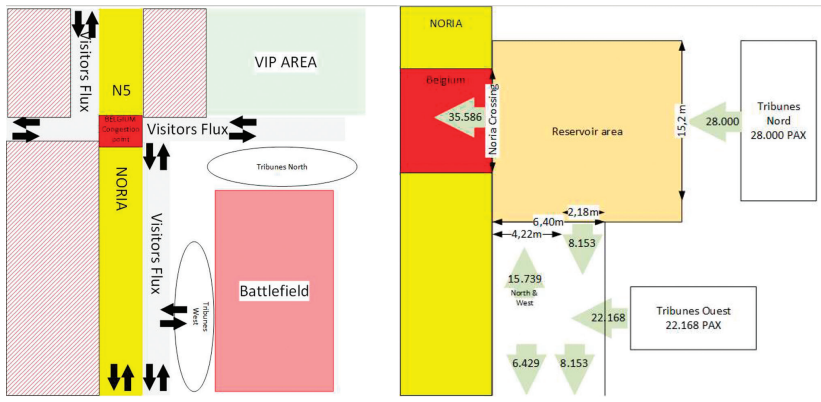 Visitors Flux
N5
VIP AREA
BELGIUM
Congestion
point
Visitors Flux
NORIA
Visitors Flux
Tribunes North
Tribunes
West
Battlefield
NORIA
Belgium
35.586
Noria Crossing
Reservoir area
15,2 m
28.000
Tribunes
Nord
28.000 PAX
2,18m
6,40m
4,22m
8.153
15.739
North &
West
22.168
Tribunes Ouest
22.168 PAX
6.429
8.153